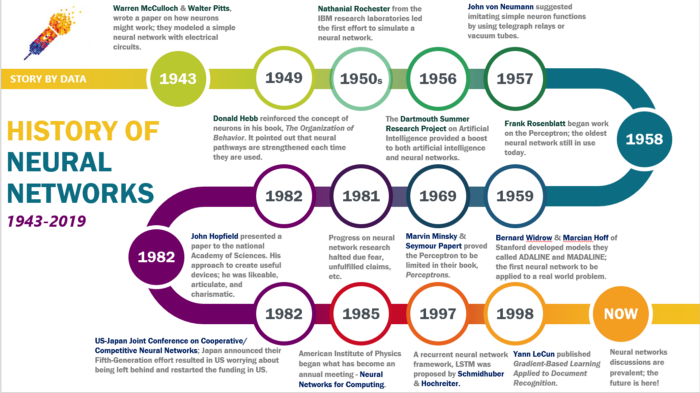 Warren McCulloch & Walter Pitts,
wrote a paper on how neurons
might work; they modeled a simple
neural network with electrical
circuits.
Nathanial Rochester from the
IBM research laboratories led
the first effort to simulate a
neural network.
John von Neumann suggested
imitating simple neuron functions
by using telegraph relays or
vacuum tubes.
STORY BY DATA
1943
1949
1950s
1956
1957
HISTORY OF
NEURAL
NETWORKS
1943-2019
Donald Hebb reinforced the concept of
neurons in his book, The Organization of
Behavior. It pointed out that neural
pathways are strengthened each time
they are used.
The Dartmouth Summer
Research Project on Artificial
Intelligence provided a boost
to both artificial intelligence
and neural networks.
Frank Rosenblatt began work
on the Perceptron; the oldest
neural network still in use
today.
1958
1982
1981
1969
1959
1982
John Hopfield presented a
paper to the national
Academy of Sciences. His
approach to create useful
devices; he was likeable,
articulate, and
charismatic.
Progress on neural
network research
halted due fear,
unfulfilled claims,
etc.
Marvin Minsky &
Seymour Papert proved
the Perceptron to be
limited in their book,
Perceptrons.
Bernard Widrow & Marcian Hoff of
Stanford developed models they
called ADALINE and MADALINE;
the first neural network to be
applied to a real world problem.
1982
1985
1997
1998
NOW
US-Japan Joint Conference on Cooperative/
Competitive Neural Networks; Japan announced their
Fifth-Generation effort resulted in US worrying about
being left behind and restarted the funding in US.
American Institute of Physics
began what has become an
annual meeting - Neural
Networks for Computing.
A recurrent neural network
framework, LSTM was
proposed by Schmidhuber
& Hochreiter.
Yann LeCun published
Gradient-Based Learning
Applied to Document
Recognition.
Neural networks
discussions are
prevalent; the
future is here!